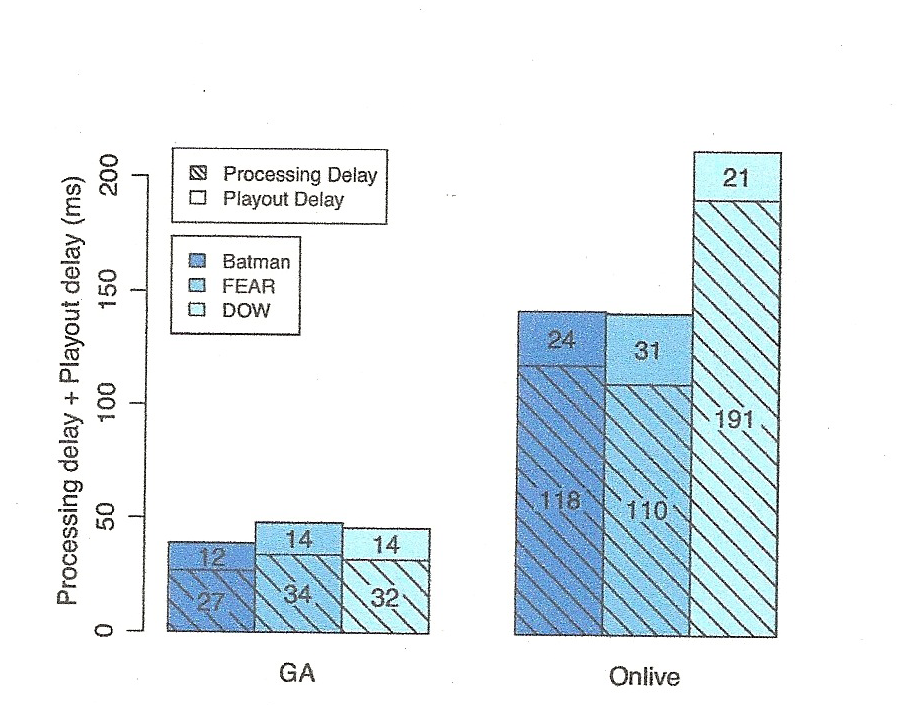 Processing delay + Playout delay (ms)
200
150
100
50
0
Processing Delay
Playout Delay
Batman
FEAR
DOW
12
27
14
34
14
32
24
118
31
110
21
191
GA
Onlive